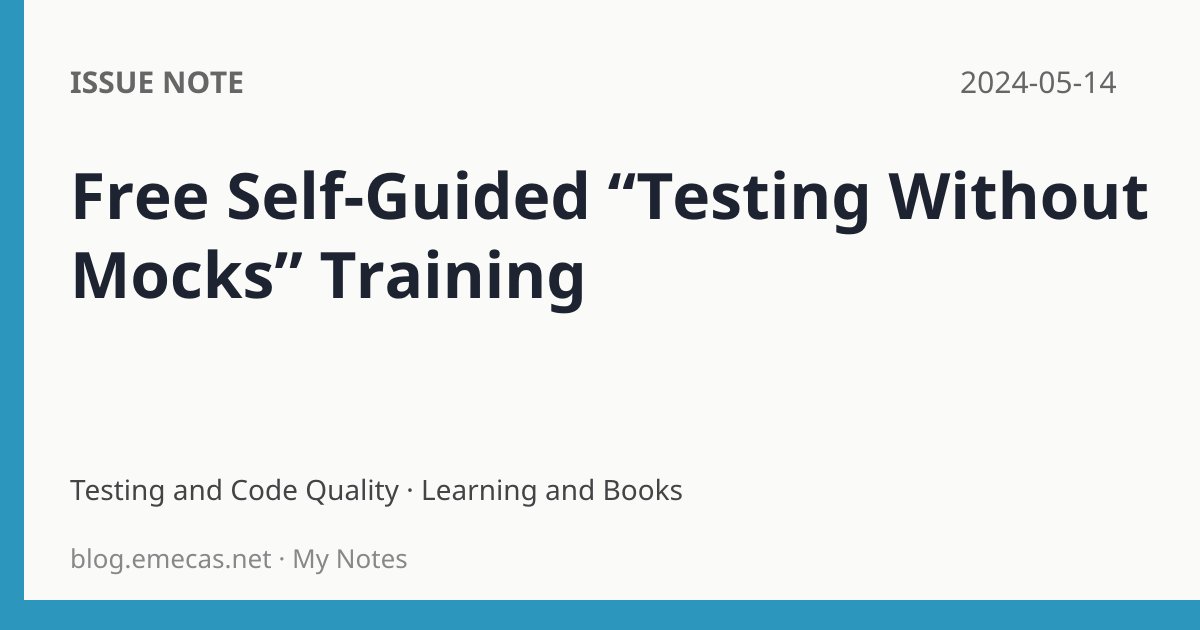 ISSUE NOTE
2024-05-14
Free Self-Guided “Testing Without
Mocks” Training
Testing and Code Quality · Learning and Books
blog.emecas.net · My Notes